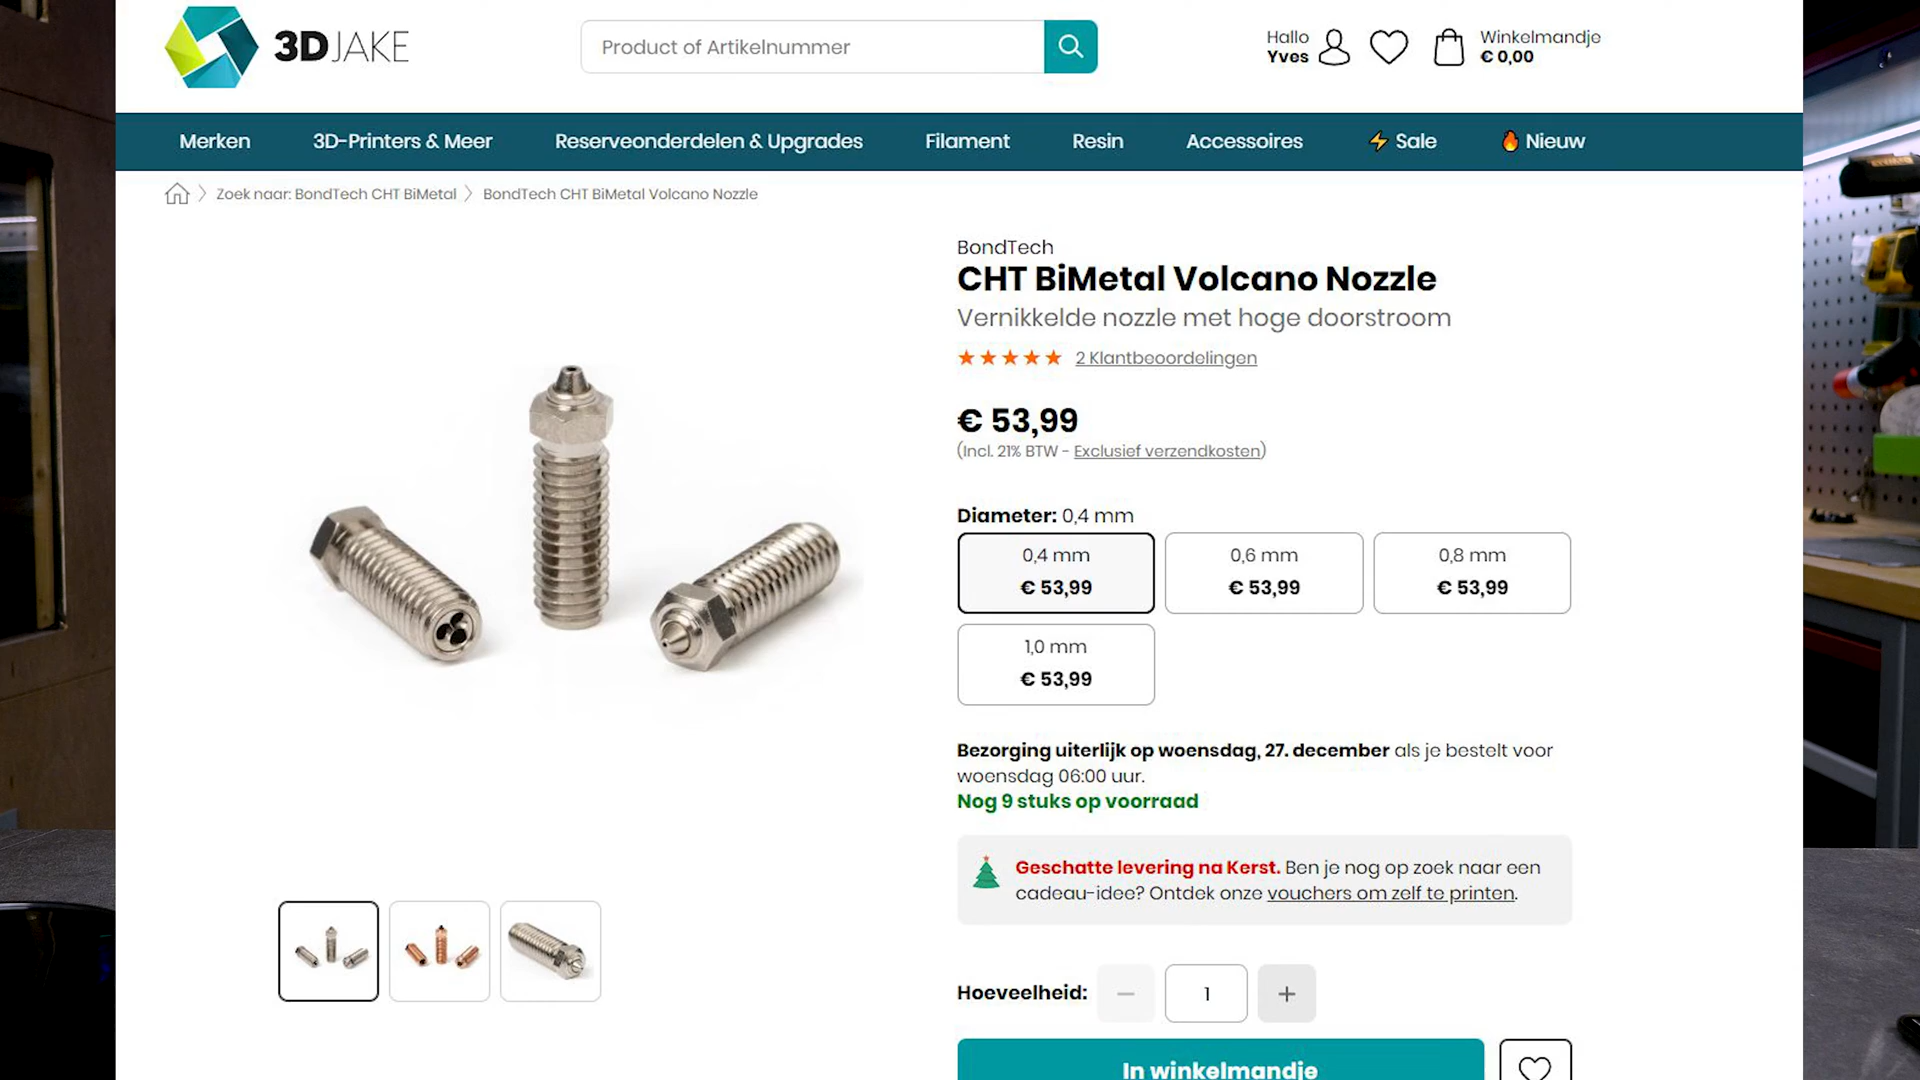 3DJAKE
Product of Artikelnummer
Hallo
Yves
Winkelmandje
€ 0,00
Merken
3D-Printers & Meer
Reserveonderdelen & Upgrades
Filament
Resin
Accessoires
Sale
Nieuw
Zoek naar: BondTech CHT BiMetal
BondTech CHT BiMetal Volcano Nozzle
BondTech
CHT BiMetal Volcano Nozzle
Vernikkelde nozzle met hoge doorstroom
2 Klantbeoordelingen
€ 53,99
(Incl. 21% BTW - Exclusief verzendkosten)
Diameter: 0,4 mm
0,4 mm
€ 53,99
0,6 mm
€ 53,99
0,8 mm
€ 53,99
1,0 mm
€ 53,99
Bezorging uiterlijk op woensdag, 27. december als je bestelt voor
woensdag 06:00 uur.
Nog 9 stuks op voorraad
Geschatte levering na Kerst. Ben je nog op zoek naar een
cadeau-idee? Ontdek onze vouchers om zelf te printen.
Hoeveelheid:
1
In winkelmandje